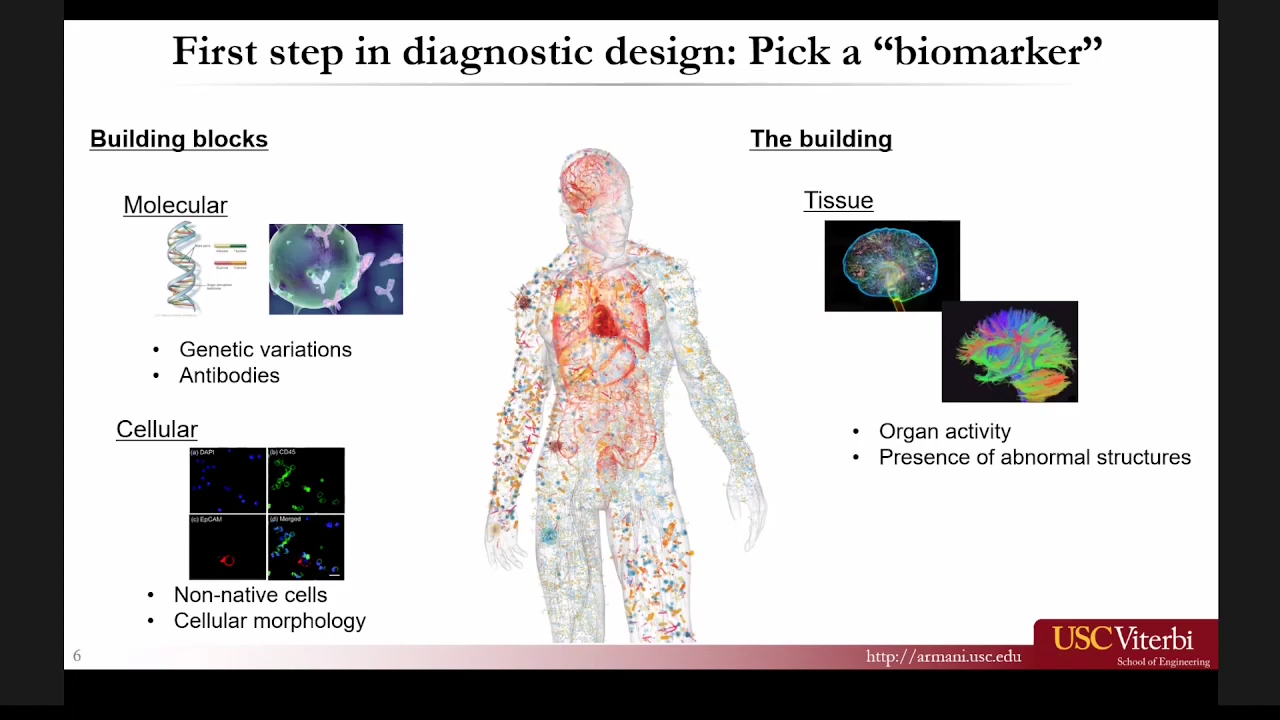 First step in diagnostic design: Pick a “biomarker”
Building blocks
Molecular
• Genetic variations
• Antibodies
Cellular
(a) DAPI
(b) CD45
(c) EpCAM
(d) Merged
• Non-native cells
• Cellular morphology
The building
Tissue
• Organ activity
• Presence of abnormal structures
6
http://armani.usc.edu
USC Viterbi
School of Engineering